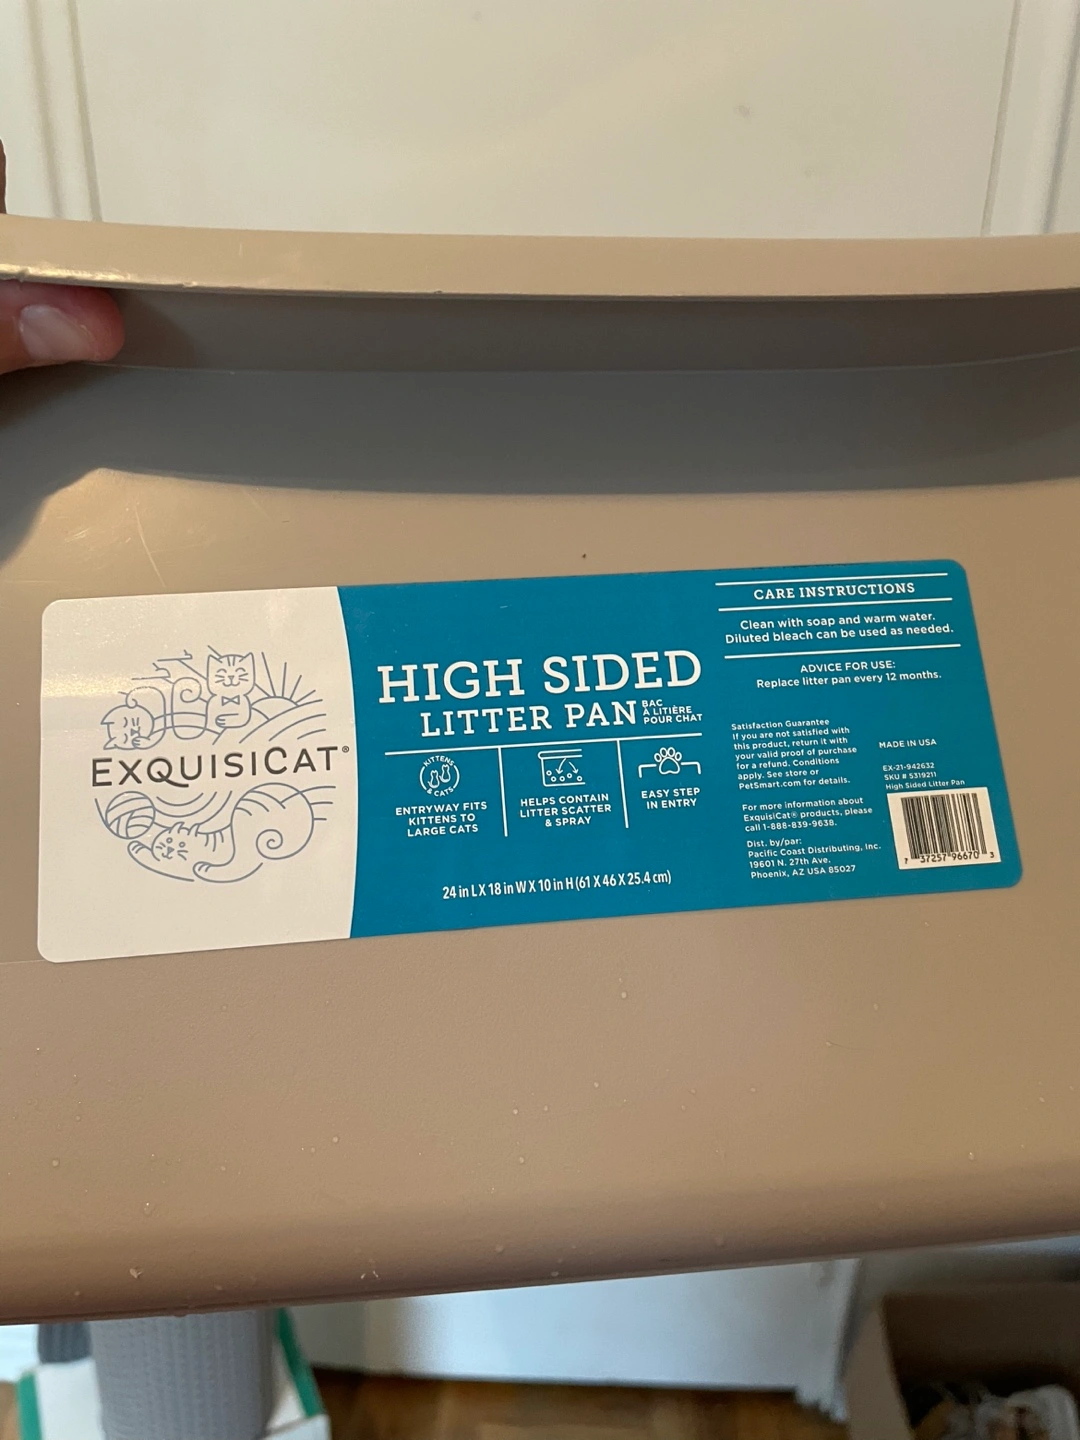 EXQUISICAT®
HIGH SIDED
LITTER PAN
BAC
À LITIÈRE
POUR CHAT
KITTENS
& CATS
ENTRYWAY FITS
KITTENS TO
LARGE CATS
HELPS CONTAIN
LITTER SCATTER
& SPRAY
EASY STEP
IN ENTRY
24 in L X 18 in W X 10 in H (61 X 46 X 25.4 cm)
CARE INSTRUCTIONS
Clean with soap and warm water.
Diluted bleach can be used as needed.
ADVICE FOR USE:
Replace litter pan every 12 months.
Satisfaction Guarantee
If you are not satisfied with
this product, return it with
your valid proof of purchase
for a refund. Conditions
apply. See store or
PetSmart.com for details.
For more information about
ExquisiCat® products, please
call 1-888-839-9638.
Dist. by/par:
Pacific Coast Distributing, Inc.
19601 N. 27th Ave.
Phoenix, AZ USA 85027
MADE IN USA
EX-21-942632
SKU # 5319211
High Sided Litter Pan
7 37257 96670 3